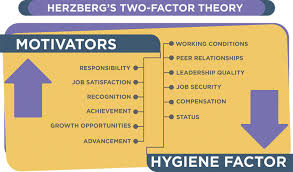 HERZBERG'S TWO-FACTOR THEORY
MOTIVATORS
RESPONSIBILITY
JOB SATISFACTION
RECOGNITION
ACHIEVEMENT
GROWTH OPPORTUNITIES
ADVANCEMENT
WORKING CONDITIONS
PEER RELATIONSHIPS
LEADERSHIP QUALITY
JOB SECURITY
COMPENSATION
STATUS
HYGIENE FACTOR